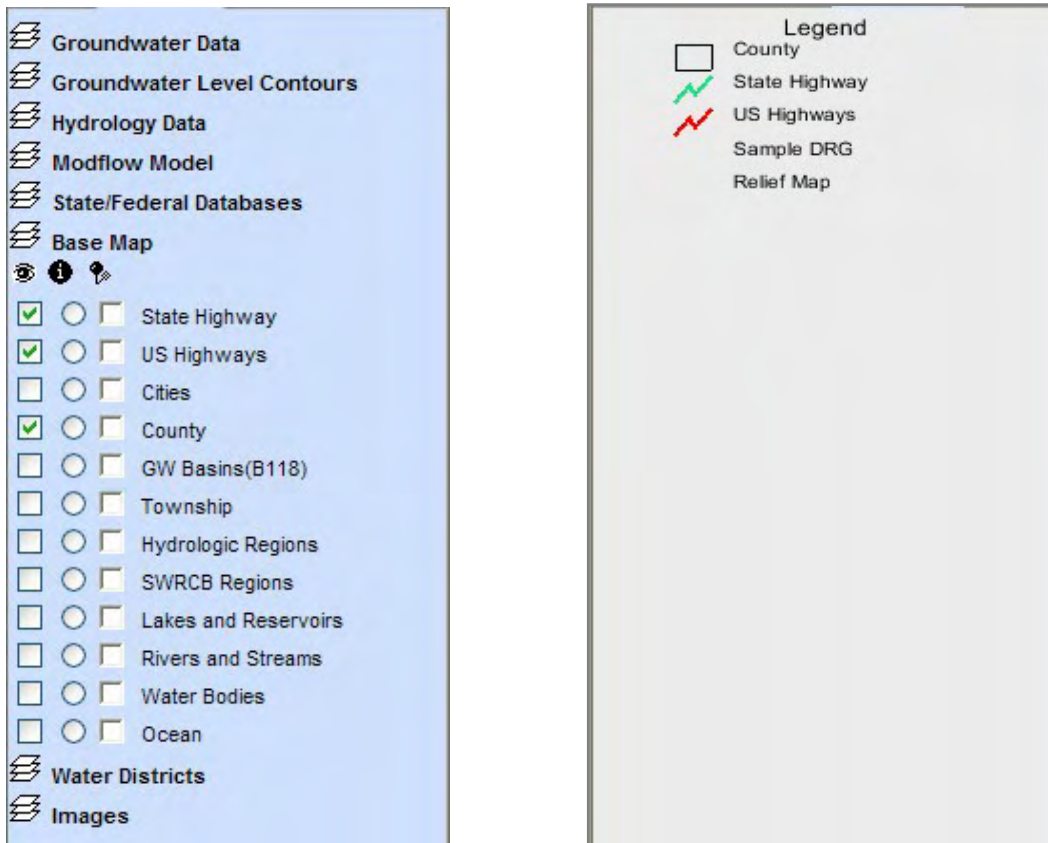 Groundwater Data
Groundwater Level Contours
Hydrology Data
Modflow Model
State/Federal Databases
Base Map
State Highway
US Highways
Cities
County
GW Basins(B118)
Township
Hydrologic Regions
SWRCB Regions
Lakes and Reservoirs
Rivers and Streams
Water Bodies
Ocean
Water Districts
Images
Legend
County
State Highway
US Highways
Sample DRG
Relief Map